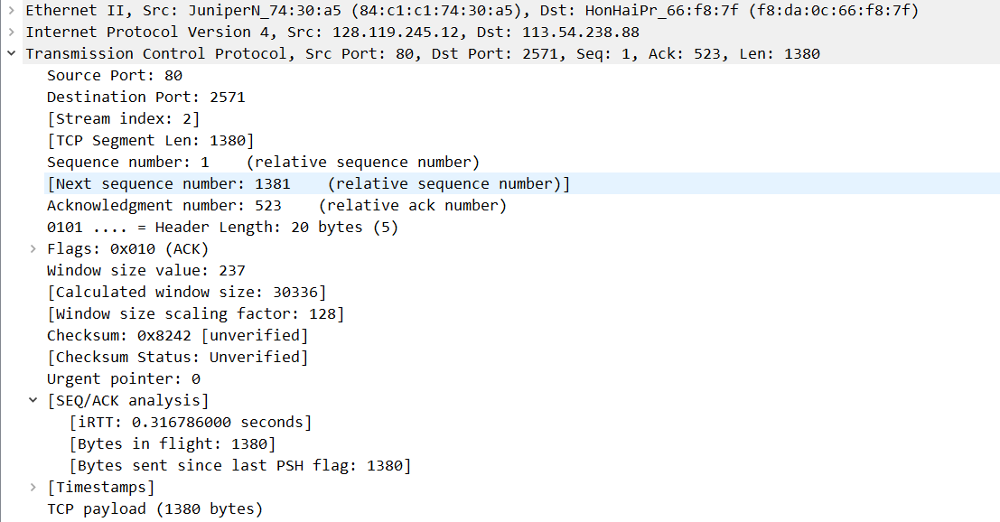 Ethernet II, Src: JuniperN_74:30:a5 (84:c1:c1:74:30:a5), Dst: HonHaiPr_66:f8:7f (f8:da:0c:66:f8:7f)
Internet Protocol Version 4, Src: 128.119.245.12, Dst: 113.54.238.88
Transmission Control Protocol, Src Port: 80, Dst Port: 2571, Seq: 1, Ack: 523, Len: 1380
Source Port: 80
Destination Port: 2571
[Stream index: 2]
[TCP Segment Len: 1380]
Sequence number: 1    (relative sequence number)
[Next sequence number: 1381    (relative sequence number)]
Acknowledgment number: 523    (relative ack number)
0101 .... = Header Length: 20 bytes (5)
Flags: 0x010 (ACK)
Window size value: 237
[Calculated window size: 30336]
[Window size scaling factor: 128]
Checksum: 0x8242 [unverified]
[Checksum Status: Unverified]
Urgent pointer: 0
[SEQ/ACK analysis]
[iRTT: 0.316786000 seconds]
[Bytes in flight: 1380]
[Bytes sent since last PSH flag: 1380]
[Timestamps]
TCP payload (1380 bytes)